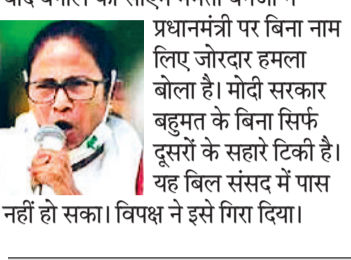 प्रधानमंत्री पर बिना नाम
लिए जोरदार हमला
बोला है। मोदी सरकार
बहुमत के बिना सिर्फ
दूसरों के सहारे टिकी है।
यह बिल संसद में पास
नहीं हो सका। विपक्ष ने इसे गिरा दिया।